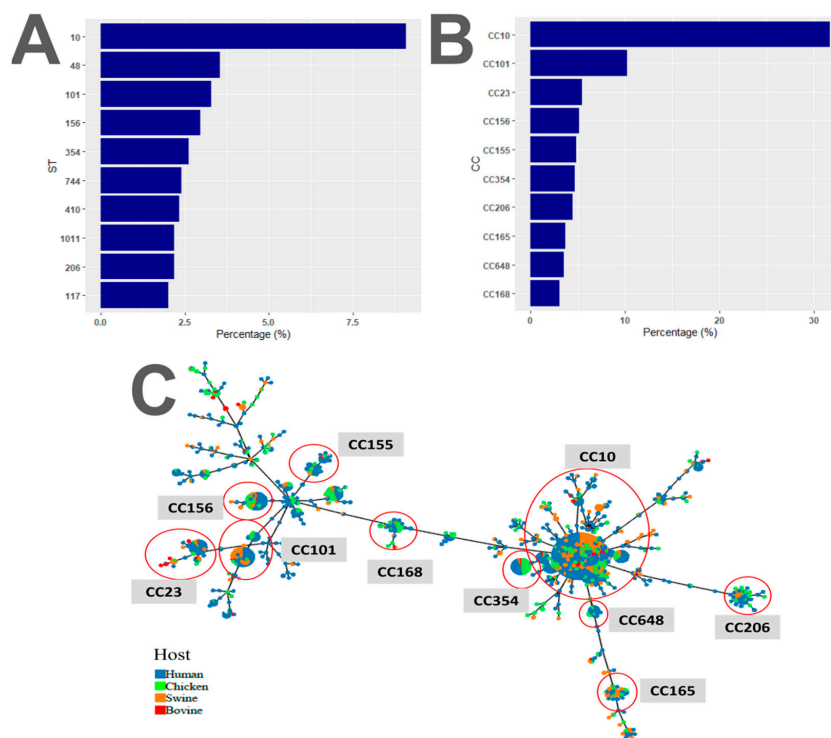 A
ST
10
48
101
156
354
744
410
1011
206
117
0.0
2.5
5.0
7.5
Percentage (%)
B
CC
CC10
CC101
CC23
CC156
CC155
CC354
CC206
CC165
CC648
CC168
0
10
20
30
Percentage (%)
C
CC155
CC10
CC156
CC101
CC168
CC23
CC354
CC648
CC206
CC165
Host
Human
Chicken
Swine
Bovine